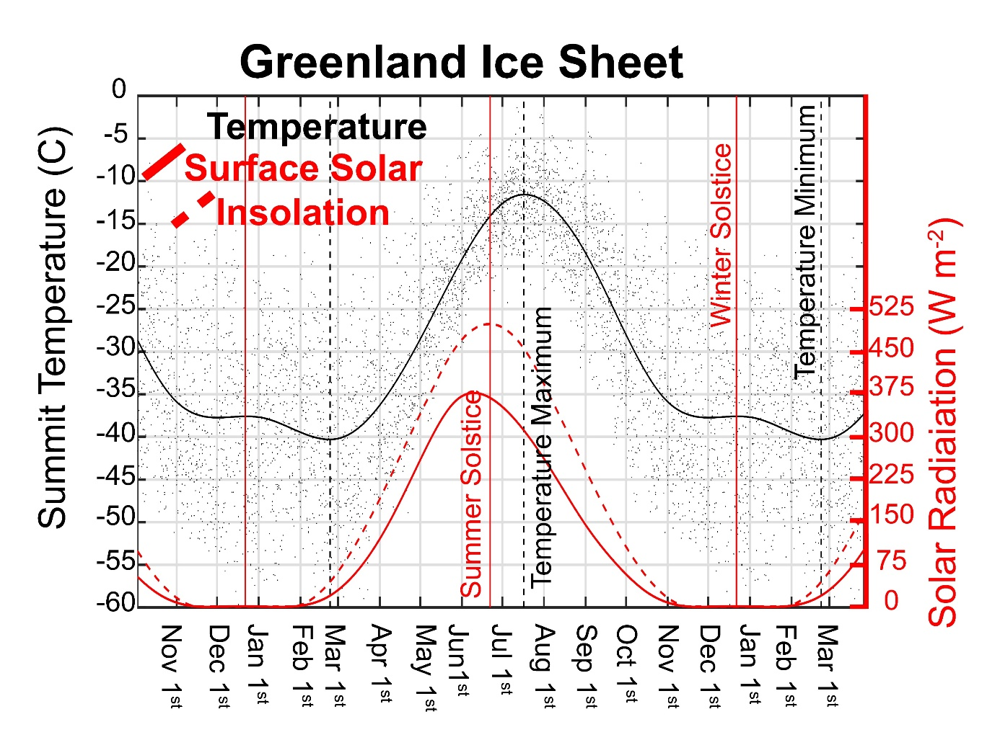 Greenland Ice Sheet
Temperature
Surface Solar
Insolation
Summit Temperature (C)
0
-5
-10
-15
-20
-25
-30
-35
-40
-45
-50
-55
-60
Summer Solstice
Temperature Maximum
Winter Solstice
Temperature Minimum
525
450
375
300
225
150
75
0
Solar Radiaiation (W m-2)
Nov 1st
Dec 1st
Jan 1st
Feb 1st
Mar 1st
Apr 1st
May 1st
Jun1st
Jul 1st
Aug 1st
Sep 1st
Oct 1st
Nov 1st
Dec 1st
Jan 1st
Feb 1st
Mar 1st